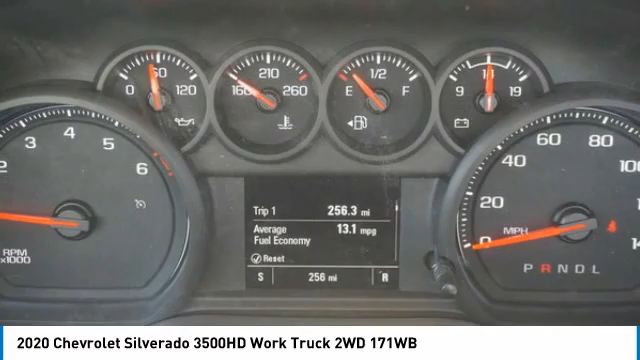 0 60 120
160 210 260
E 1/2 F
9 19
2 3 4 5 6
RPM
x1000
Trip 1 256.3 mi
Average 13.1 mpg
Fuel Economy
Reset
S 256 mi R
0 20 40 60 80 100
MPH
P R N D L
2020 Chevrolet Silverado 3500HD Work Truck 2WD 171WB